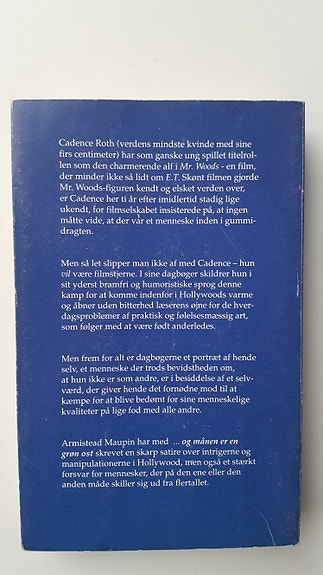 Cadence Roth (verdens mindste kvinde med sine
firs centimeter) har som ganske ung spillet titelrol-
len som den charmerende alf i Mr. Woods - en film,
der minder ikke så lidt om E.T. Skønt filmen gjorde
Mr. Woods-figuren kendt og elsket verden over,
er Cadence her ti år efter imidlertid stadig lige
ukendt, for filmselskabet insisterede på, at ingen
måtte vide, at der var et menneske inden i gummi-
dragten.
Men så let slipper man ikke af med Cadence – hun
vil være filmstjerne. I sine dagbøger skildrer hun i
sit yderst bramfri og humoristiske sprog denne
kamp for at komme indenfor i Hollywoods varme
og åbner uden bitterhed læserens øjne for de hver-
dagsproblemer af praktisk og følelsesmæssig art,
som følger med at være født anderledes.
Men frem for alt er dagbøgerne et portræt af hende
selv, et menneske der trods bevidstheden om,
at hun ikke er som andre, er i besiddelse af et selv-
værd, der giver hende det fornødne mod til at
kæmpe for at blive bedømt for sine menneskelige
kvaliteter på lige fod med alle andre.
Armistead Maupin har med ... og månen er en
grøn ost skrevet en skarp satire over intrigerne og
manipulationerne i Hollywood, men også et stærkt
forsvar for mennesker, der på den ene eller den
anden måde skiller sig ud fra flertallet.